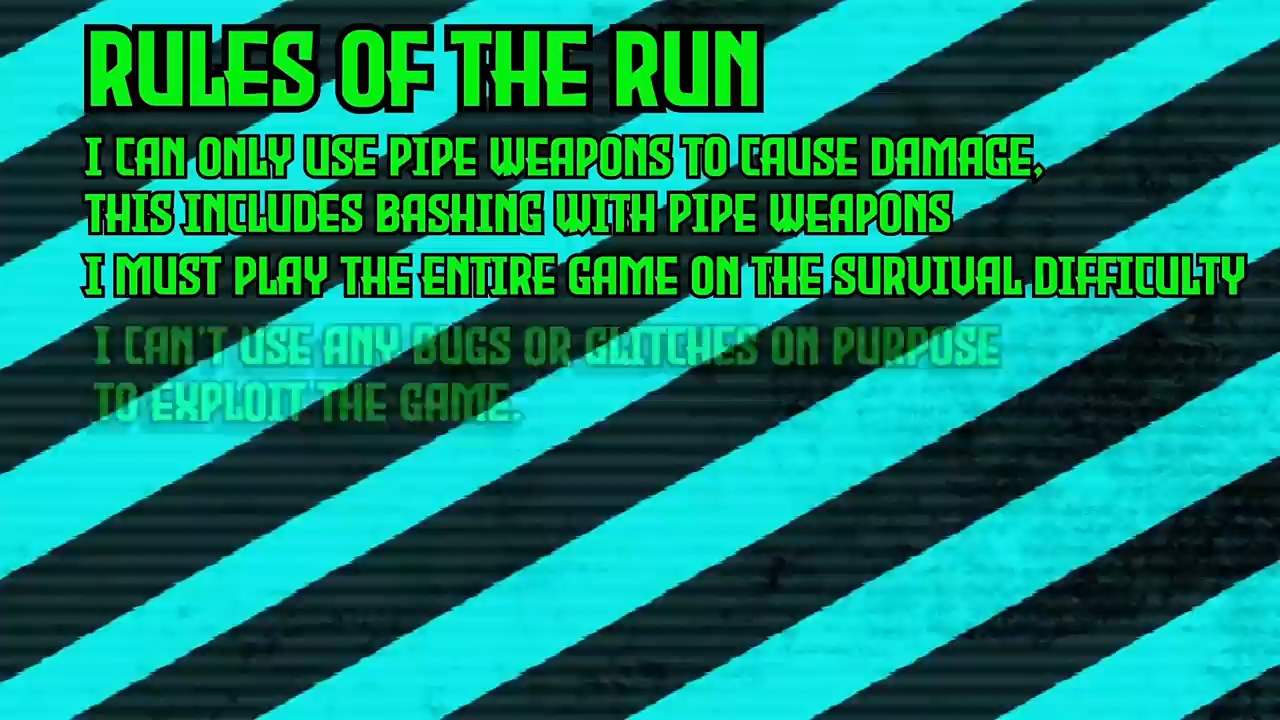 RULES OF THE RUN
I CAN ONLY USE PIPE WEAPONS TO CAUSE DAMAGE,
THIS INCLUDES BASHING WITH PIPE WEAPONS
I MUST PLAY THE ENTIRE GAME ON THE SURVIVAL DIFFICULTY
I CAN'T USE ANY BUGS OR GLITCHES ON PURPOSE
TO EXPLOIT THE GAME.